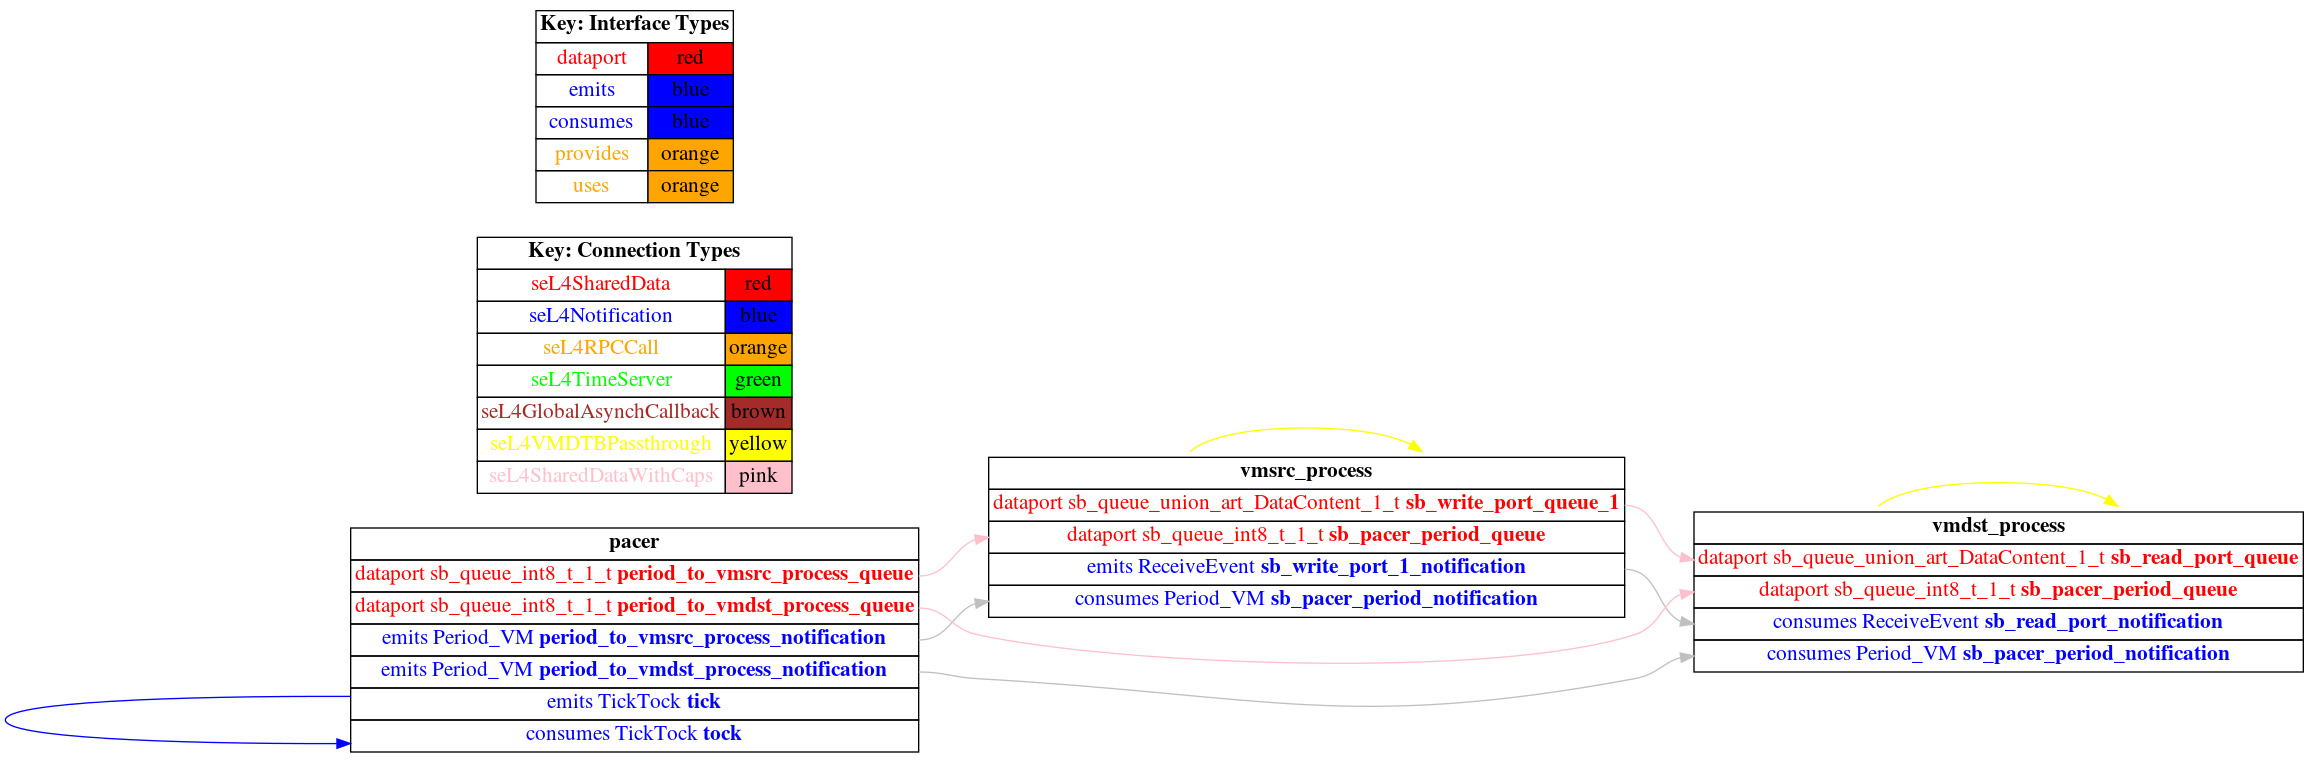 Key: Interface Types
dataport red
emits blue
consumes blue
provides orange
uses orange
Key: Connection Types
seL4SharedData red
seL4Notification blue
seL4RPCCall orange
seL4TimeServer green
seL4GlobalAsynchCallback brown
seL4VMDTBPassthrough yellow
seL4SharedDataWithCaps pink
pacer
dataport sb_queue_int8_t_1_t period_to_vmsrc_process_queue
dataport sb_queue_int8_t_1_t period_to_vmdst_process_queue
emits Period_VM period_to_vmsrc_process_notification
emits Period_VM period_to_vmdst_process_notification
emits TickTock tick
consumes TickTock tock
vmsrc_process
dataport sb_queue_union_art_DataContent_1_t sb_write_port_queue_1
dataport sb_queue_int8_t_1_t sb_pacer_period_queue
emits ReceiveEvent sb_write_port_1_notification
consumes Period_VM sb_pacer_period_notification
vmdst_process
dataport sb_queue_union_art_DataContent_1_t sb_read_port_queue
dataport sb_queue_int8_t_1_t sb_pacer_period_queue
consumes ReceiveEvent sb_read_port_notification
consumes Period_VM sb_pacer_period_notification